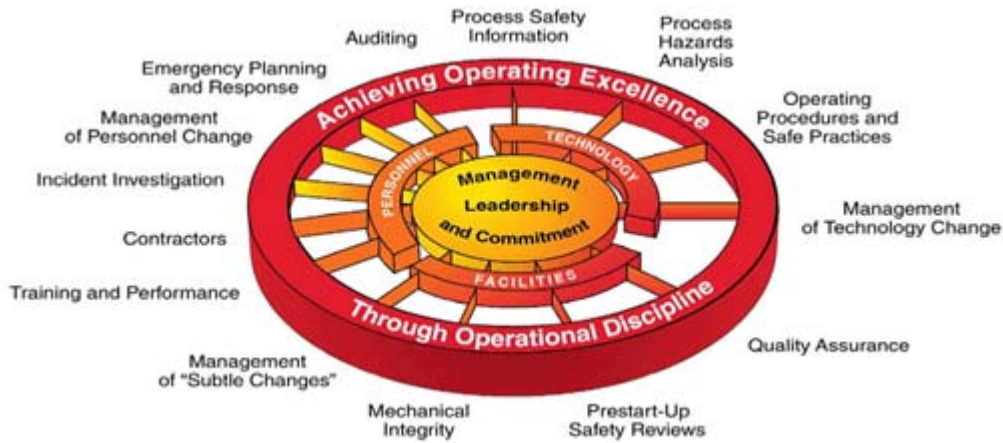 Process Safety
Information
Process
Hazards
Analysis
Operating
Procedures and
Safe Practices
Management
of Technology Change
Quality Assurance
Prestart-Up
Safety Reviews
Mechanical
Integrity
Management
of "Subtle Changes"
Training and Performance
Contractors
Incident Investigation
Management
of Personnel Change
Emergency Planning
and Response
Auditing
Achieving Operating Excellence
Through Operational Discipline
PERSONNEL
TECHNOLOGY
FACILITIES
Management
Leadership
and Commitment